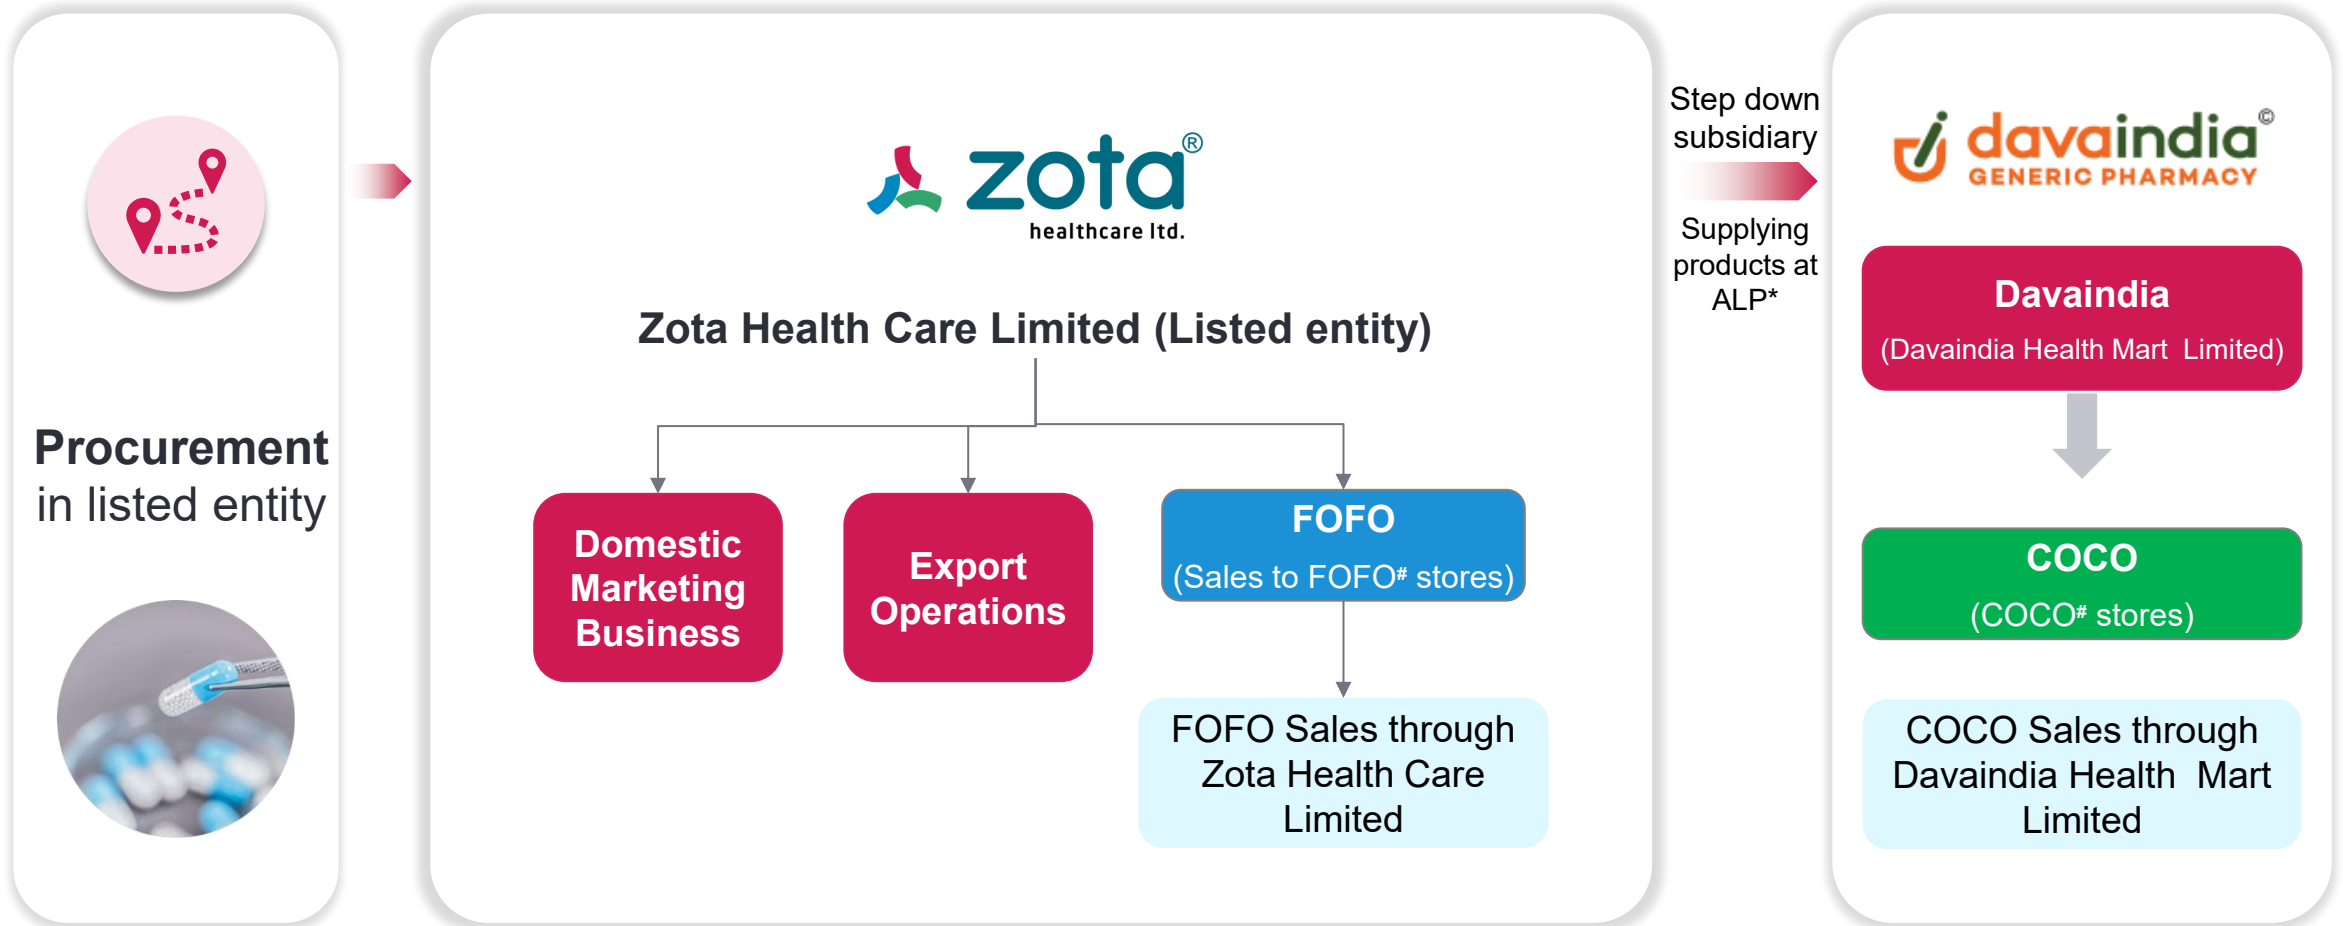 Procurement
in listed entity
zota®
healthcare ltd.
Zota Health Care Limited (Listed entity)
Domestic
Marketing
Business
Export
Operations
FOFO
(Sales to FOFO# stores)
FOFO Sales through
Zota Health Care
Limited
Step down
subsidiary
Supplying
products at
ALP*
davaindia©
GENERIC PHARMACY
Davaindia
(Davaindia Health Mart  Limited)
COCO
(COCO# stores)
COCO Sales through
Davaindia Health  Mart
Limited